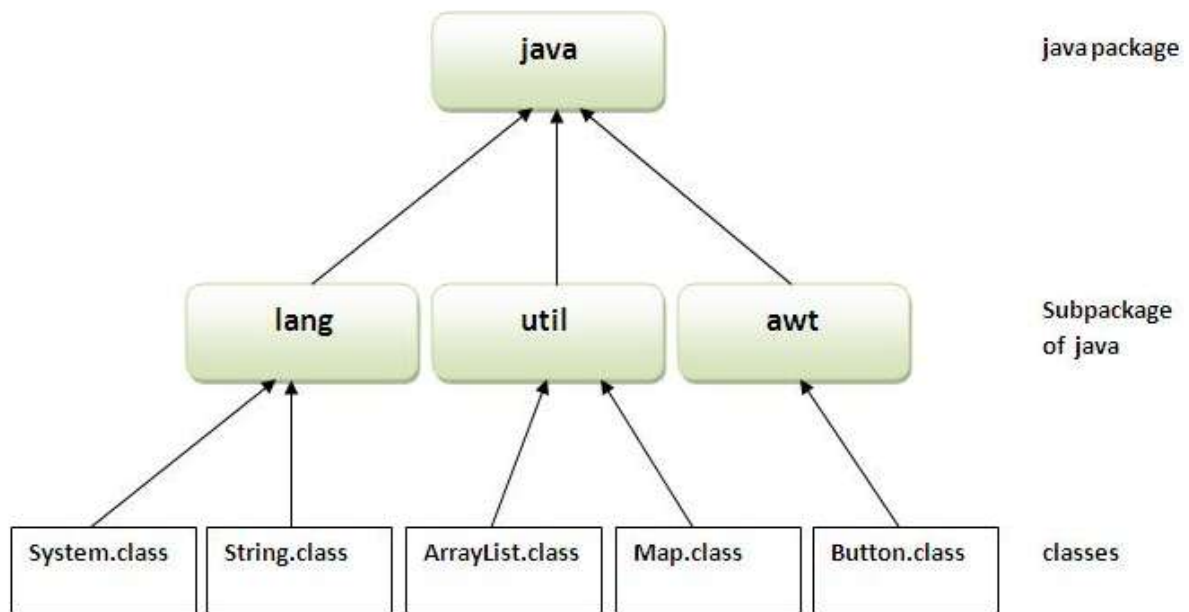 java
java package
lang
util
awt
Subpackage
of java
System.class
String.class
ArrayList.class
Map.class
Button.class
classes